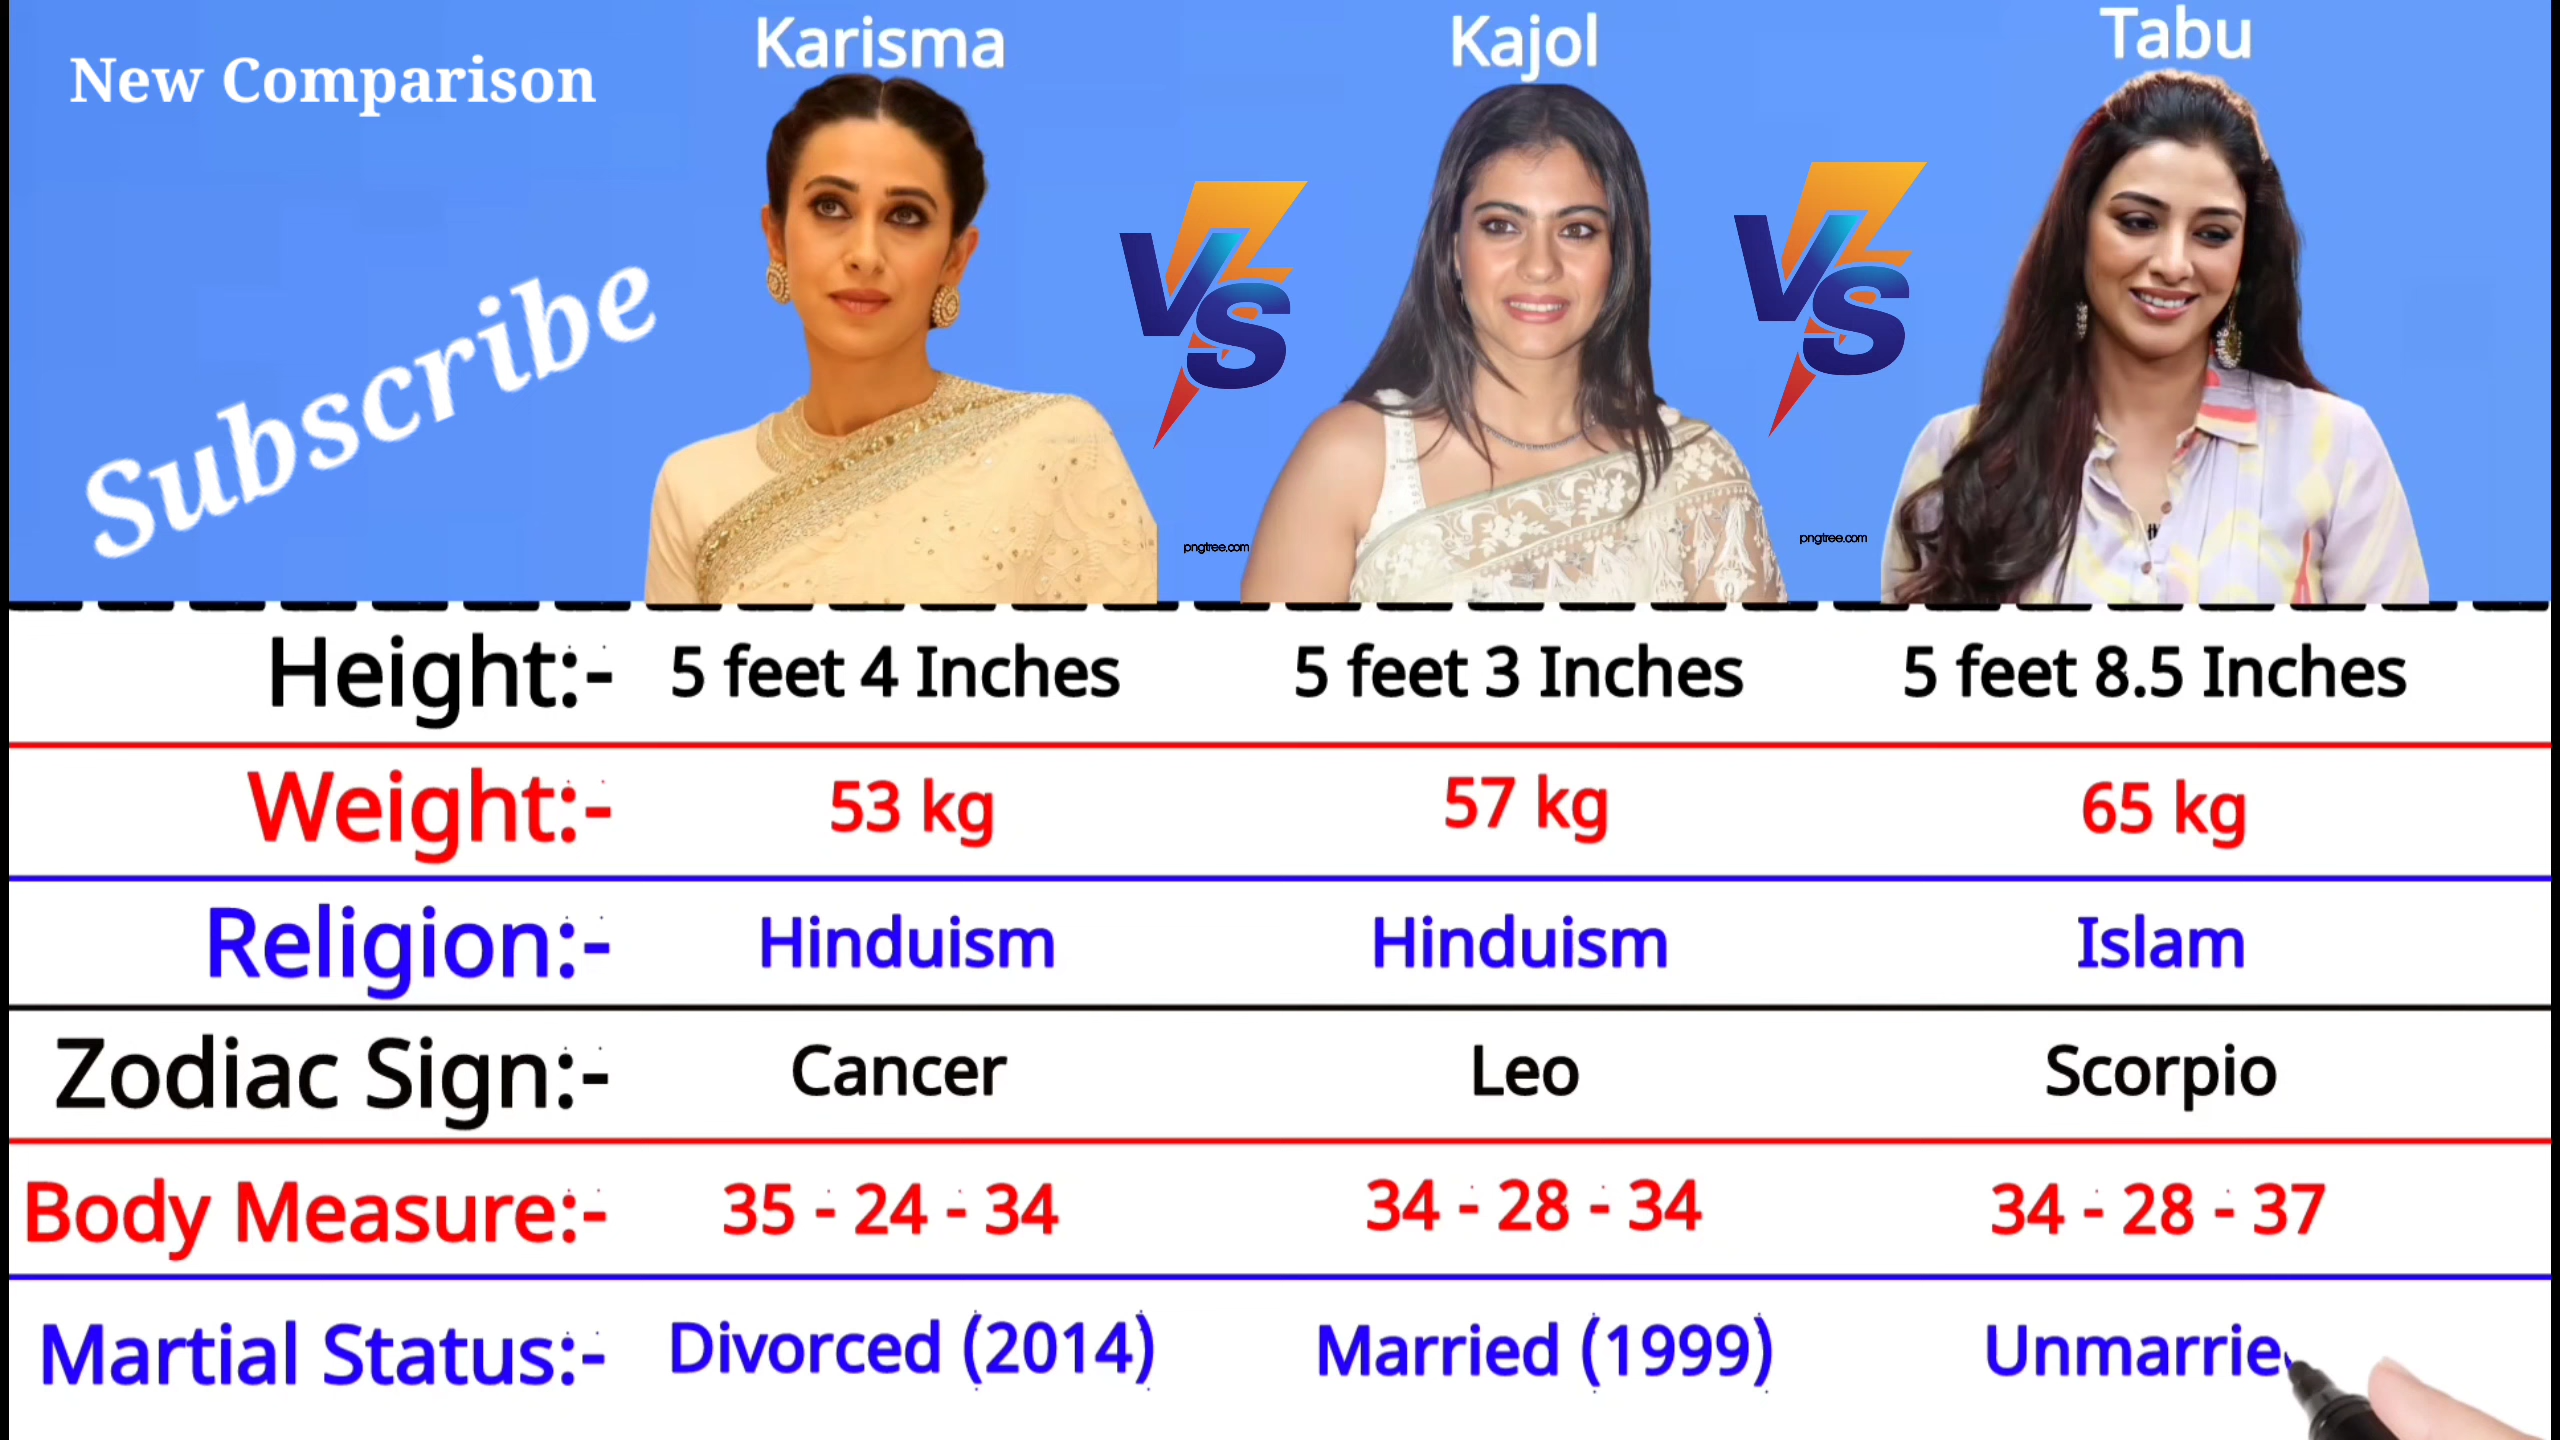 New Comparison
Subscribe
Karisma
Kajol
Tabu
VS
VS
pngtree.com
pngtree.com
Height:- 5 feet 4 Inches 5 feet 3 Inches 5 feet 8.5 Inches
Weight:- 53 kg 57 kg 65 kg
Religion:- Hinduism Hinduism Islam
Zodiac Sign:- Cancer Leo Scorpio
Body Measure:- 35 - 24 - 34 34 - 28 - 34 34 - 28 - 37
Martial Status:- Divorced (2014) Married (1999) Unmarrie